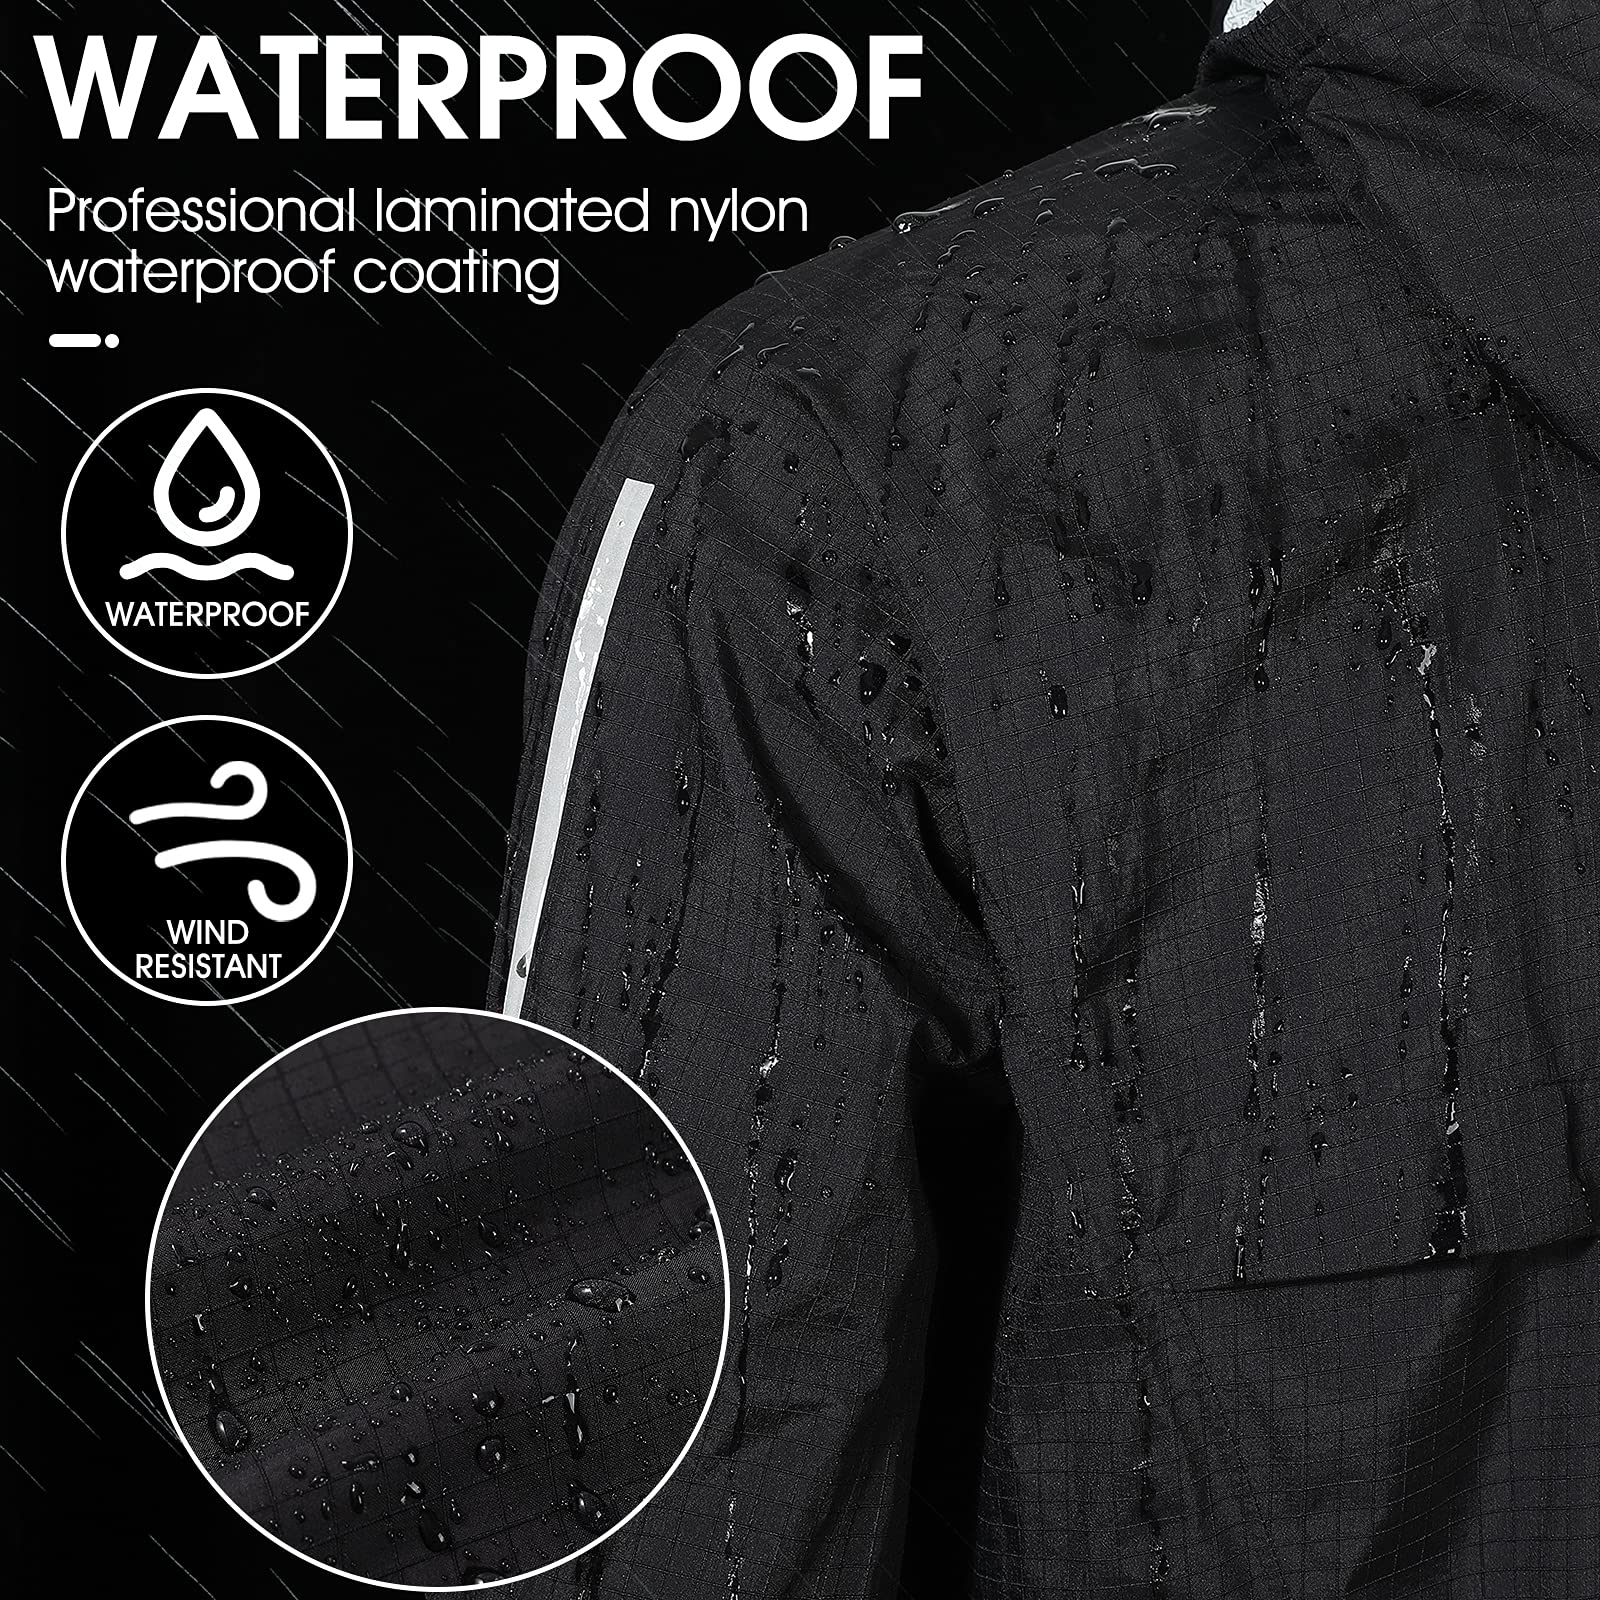 WATERPROOF
Professional laminated nylon
waterproof coating
WATERPROOF
WIND
RESISTANT